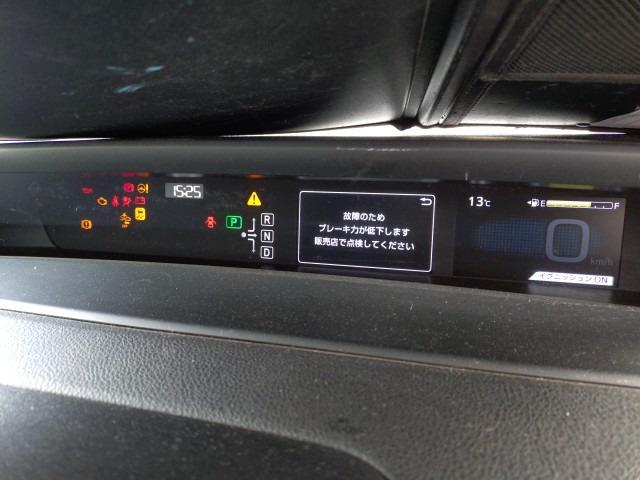 15:25
P
R
N
D
故障のため
ブレーキ力が低下します
販売店で点検してください
13℃
E
F
0
km/h
イグニッションON